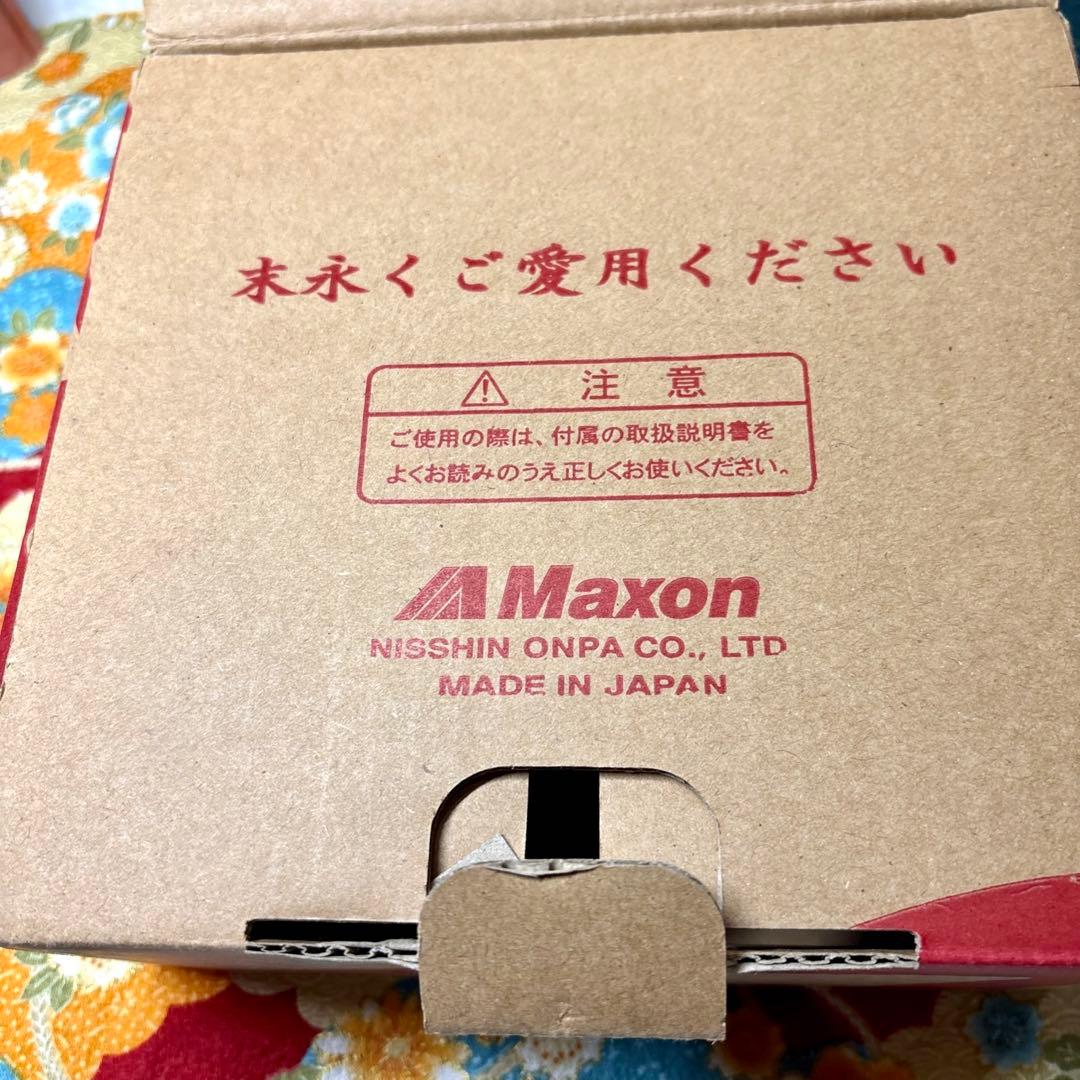 末永くご愛用ください
注 意
ご使用の際は、付属の取扱説明書を
よくお読みのうえ正しくお使いください。
Maxon
NISSHIN ONPA CO., LTD
MADE IN JAPAN